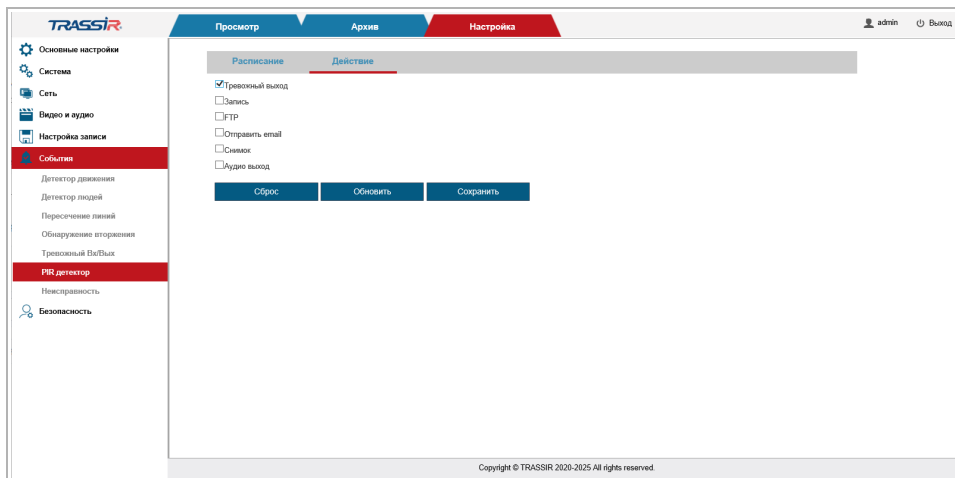 TRASSIR
Просмотр
Архив
Настройка
admin
Выход
Основные настройки
Система
Сеть
Видео и аудио
Настройка записи
События
Детектор движения
Детектор людей
Пересечение линий
Обнаружение вторжения
Тревожный Вх/Вых
PIR детектор
Неисправность
Безопасность
Расписание
Действие
Тревожный выход
Запись
FTP
Отправить email
Снимок
Аудио выход
Сброс
Обновить
Сохранить
Copyright © TRASSIR 2020-2025 All rights reserved.